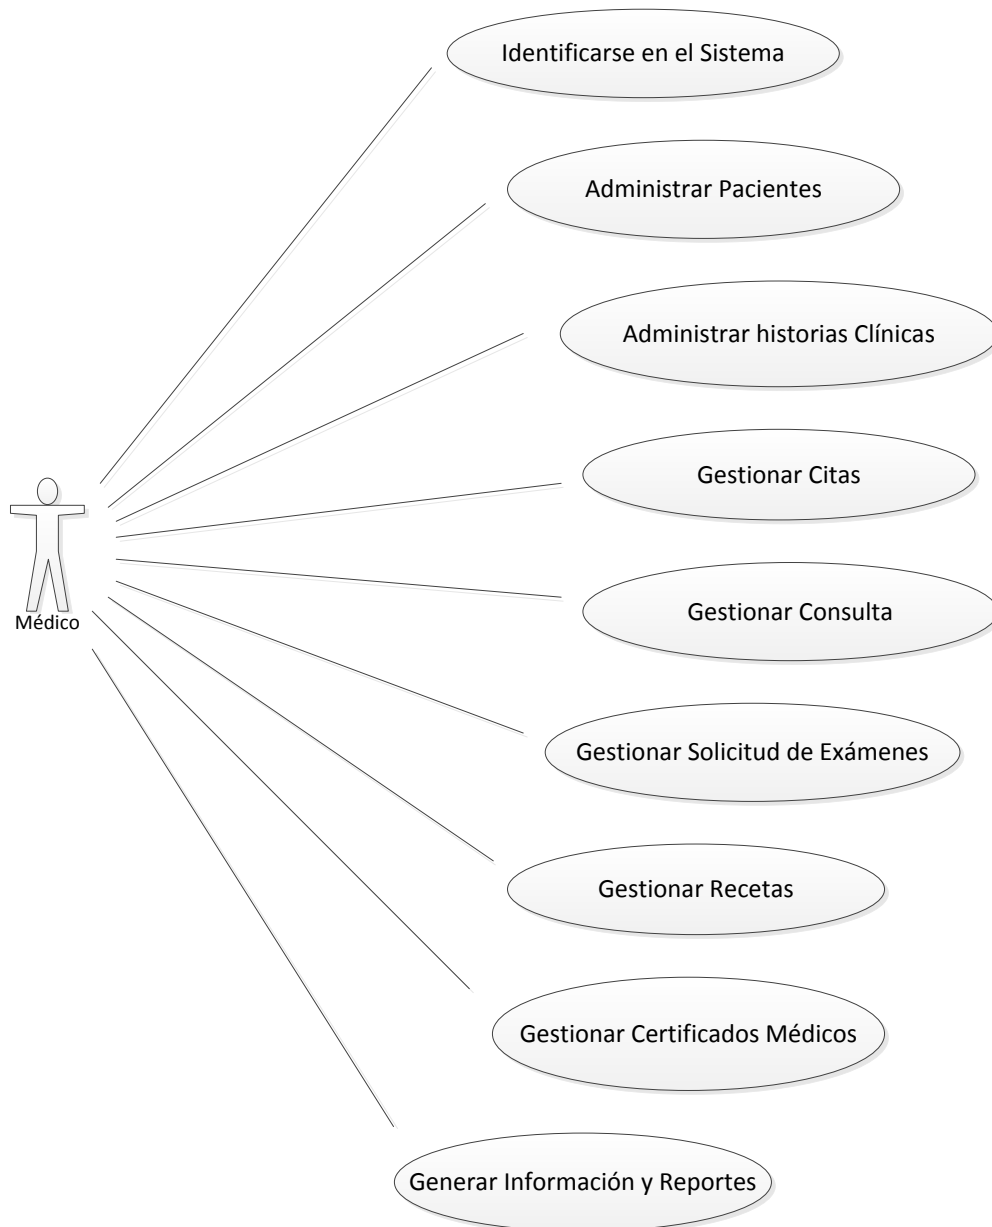 Identificarse en el Sistema
Administrar Pacientes
Administrar historias Clínicas
Gestionar Citas
Médico
Gestionar Consulta
Gestionar Solicitud de Exámenes
Gestionar Recetas
Gestionar Certificados Médicos
Generar Información y Reportes